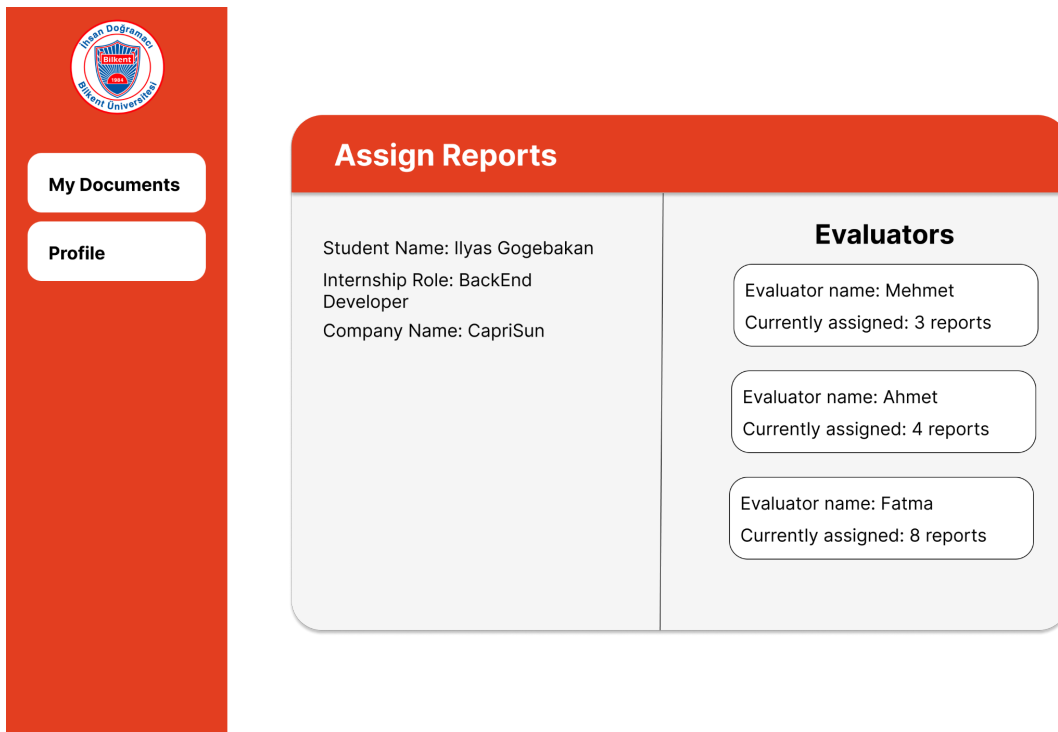 İhsan Doğramacı
Bilkent
1984
Bilkent Üniversitesi
My Documents
Profile
Assign Reports
Student Name: Ilyas Gogebakan
Internship Role: BackEnd
Developer
Company Name: CapriSun
Evaluators
Evaluator name: Mehmet
Currently assigned: 3 reports
Evaluator name: Ahmet
Currently assigned: 4 reports
Evaluator name: Fatma
Currently assigned: 8 reports